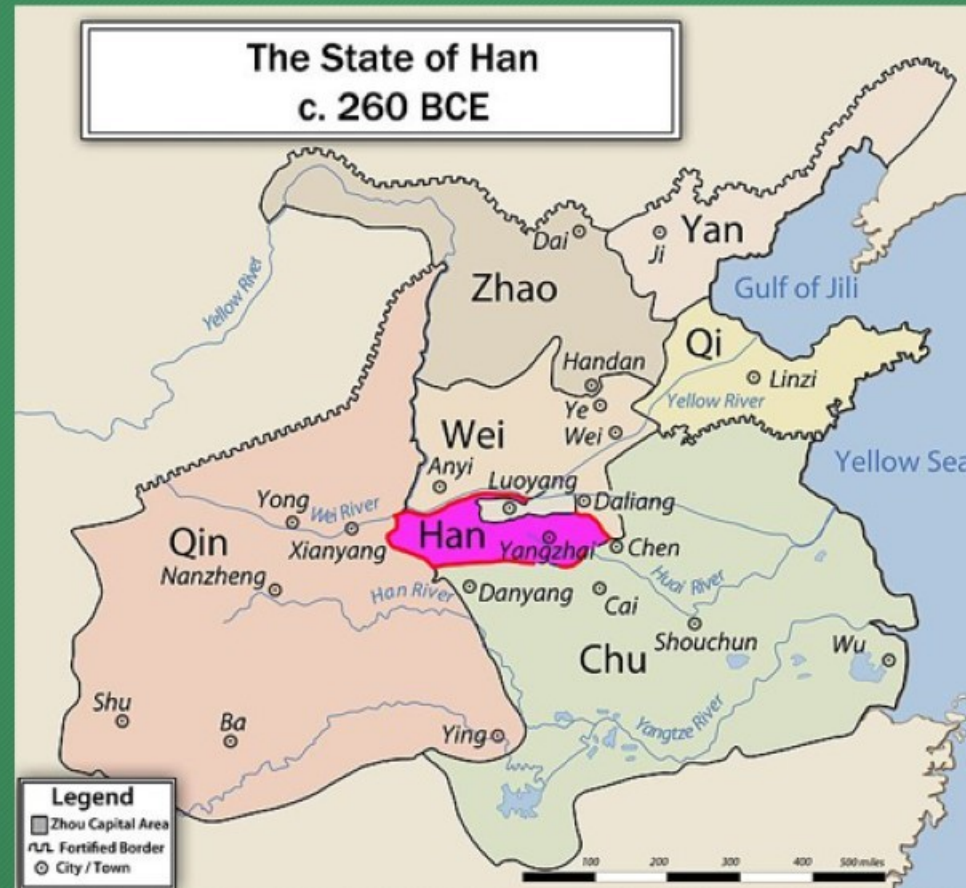 The State of Han
c. 260 BCE
Dai
Ji
Yan
Zhao
Gulf of Jili
Yellow River
Qi
Handan
Linzi
Ye
Yellow River
Wei
Wei
Anyi
Luoyang
Yellow Sea
Yong
Wei River
Daliang
Qin
Xianyang
Han
Yangzhai
Chen
Nanzheng
Han River
Danyang
Huai River
Cai
Shouchun
Chu
Wu
Shu
Ba
Ying
Yangtze River
Legend
Zhou Capital Area
Fortified Border
City / Town
100 200 300 400 500 miles